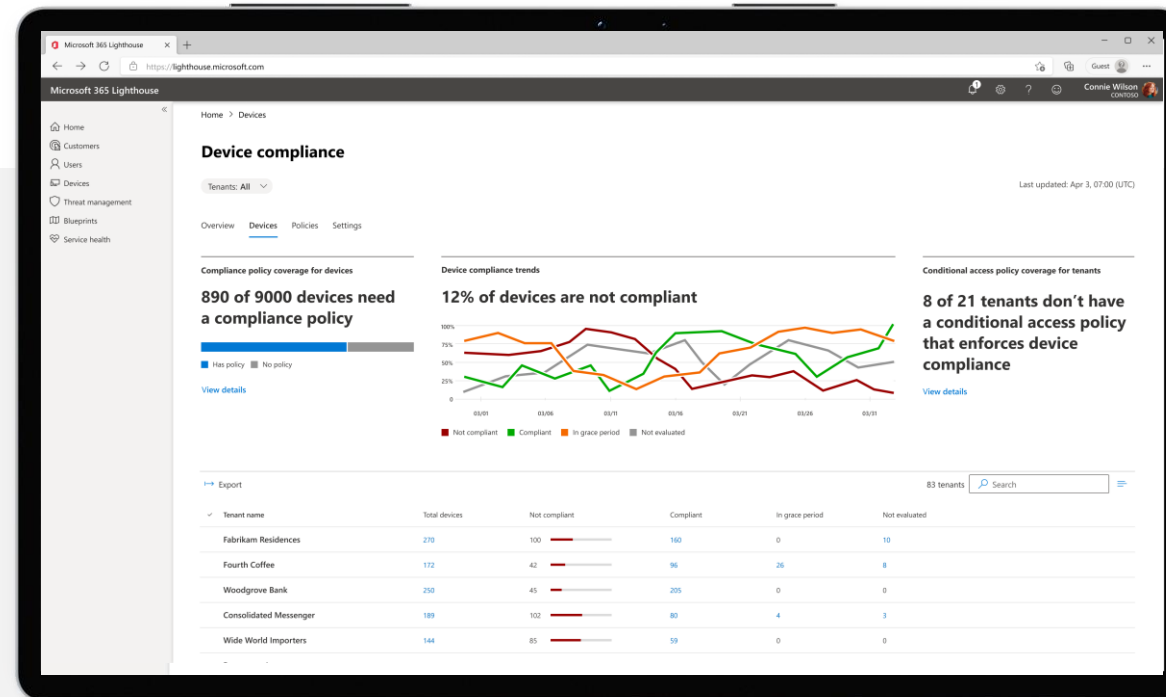 Microsoft 365 Lighthouse
https://lighthouse.microsoft.com
Guest
Microsoft 365 Lighthouse
1
Connie Wilson
CONTOSO
Home
Customers
Users
Devices
Threat management
Blueprints
Service health
Home > Devices
Device compliance
Tenants: All
Last updated: Apr 3, 07:00 (UTC)
Overview Devices Policies Settings
Compliance policy coverage for devices
890 of 9000 devices need
a compliance policy
Has policy No policy
View details
Device compliance trends
12% of devices are not compliant
100%
75%
50%
25%
0
03/01 03/06 03/11 03/16 03/21 03/26 03/31
Not compliant Compliant In grace period Not evaluated
Conditional access policy coverage for tenants
8 of 21 tenants don't have
a conditional access policy
that enforces device
compliance
View details
Export
83 tenants Search
Tenant name Total devices Not compliant Compliant In grace period Not evaluated
Fabrikam Residences 270 100 160 0 10
Fourth Coffee 172 42 96 26 8
Woodgrove Bank 250 45 205 0 0
Consolidated Messenger 189 102 80 4 3
Wide World Importers 144 85 59 0 0